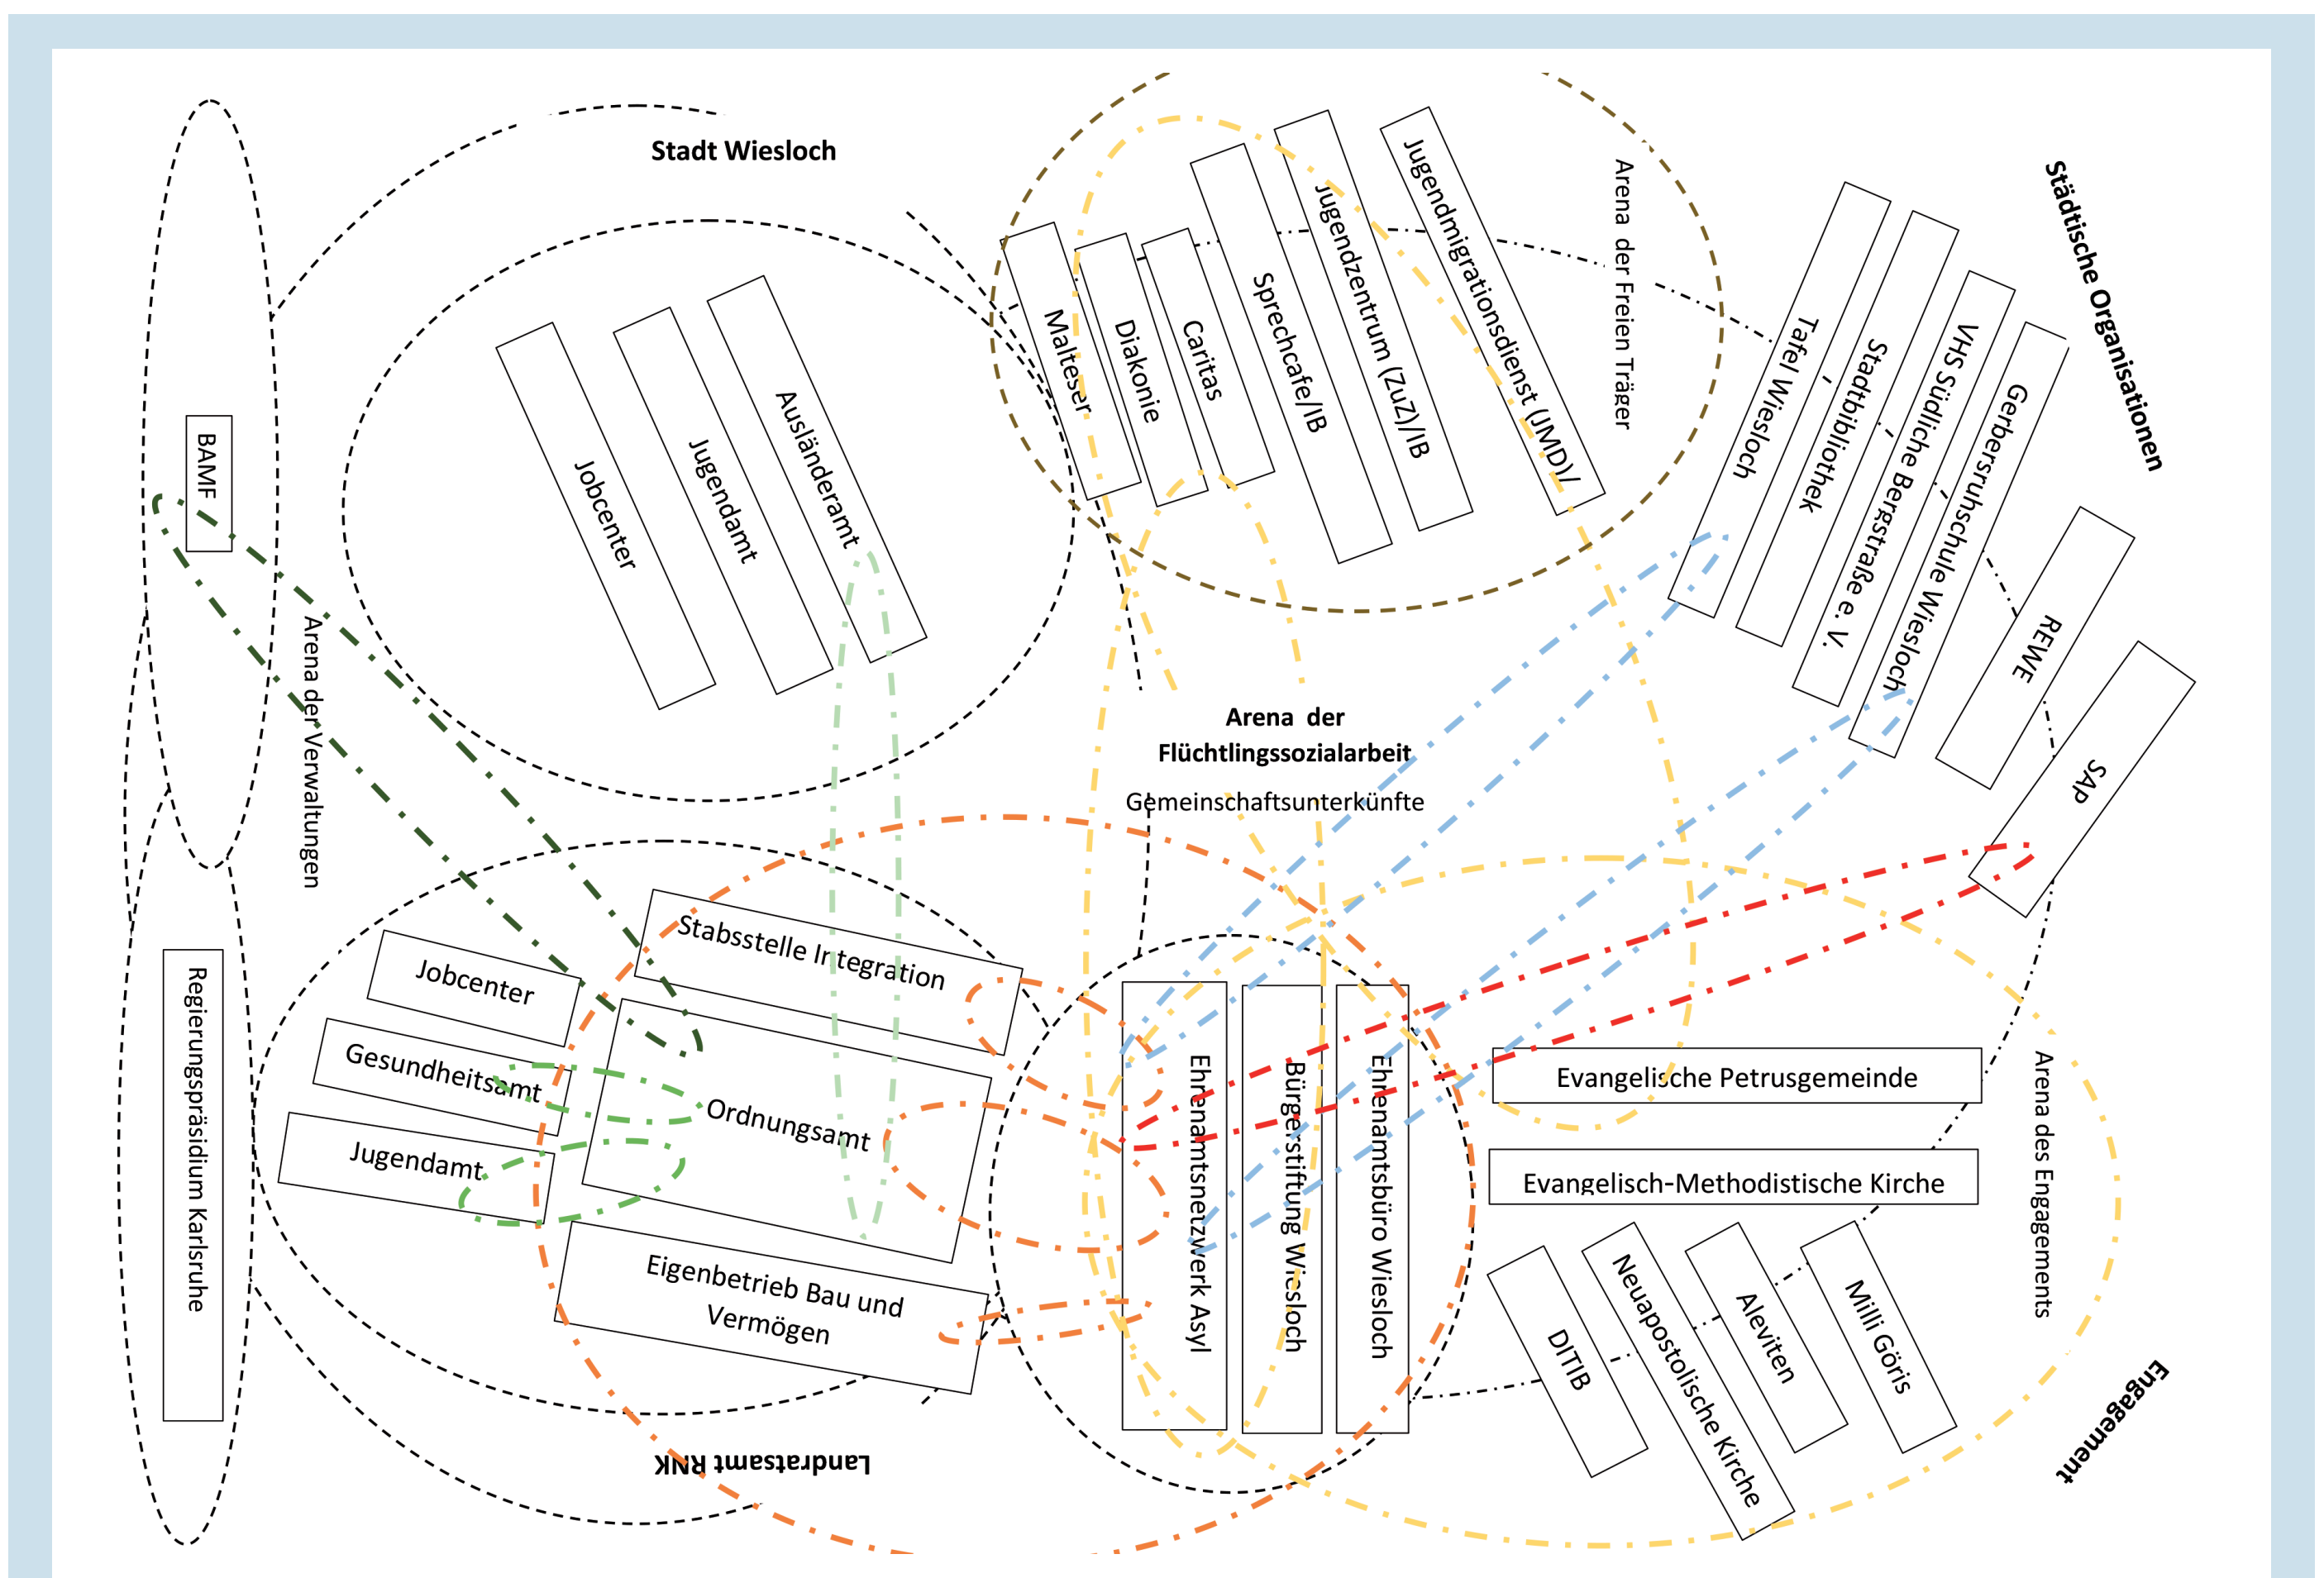 Stadt Wiesloch
Städtische Organisationen
Arena der Freien Träger
Malteser
Diakonie
Caritas
Sprechcafe/IB
Jugendzentrum (ZuZ)/IB
Jugendmigrationsdienst (JMD)/
Tafel Wiesloch
Stadtbibliothek
VHS Südliche Bergstraße e. V.
Gerbersruhschule Wiesloch
REWE
SAP
BAMF
Jobcenter
Jugendamt
Ausländeramt
Arena der Verwaltungen
Arena der
Flüchtlingssozialarbeit
Gemeinschaftsunterkünfte
Regierungspräsidium Karlsruhe
Stabsstelle Integration
Jobcenter
Gesundheitsamt
Jugendamt
Ordnungsamt
Eigenbetrieb Bau und
Vermögen
Landratsamt RNK
Ehrenamtsnetzwerk Asyl
Bürgerstiftung Wiesloch
Ehrenamtsbüro Wiesloch
Evangelische Petrusgemeinde
Evangelisch-Methodistische Kirche
DITIB
Neuapostolische Kirche
Aleviten
Milli Göris
Arena des Engagements
Engagement